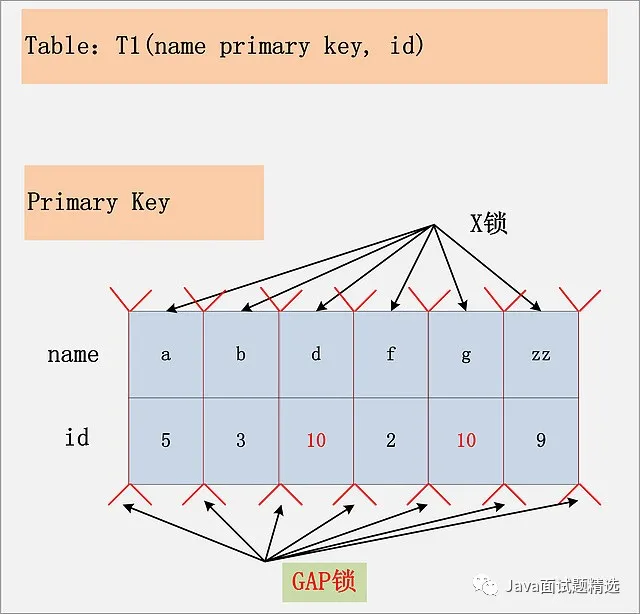 Table: T1(name primary key, id)
Primary Key
X锁
name a b d f g zz
id 5 3 10 2 10 9
GAP锁
Java面试题精选